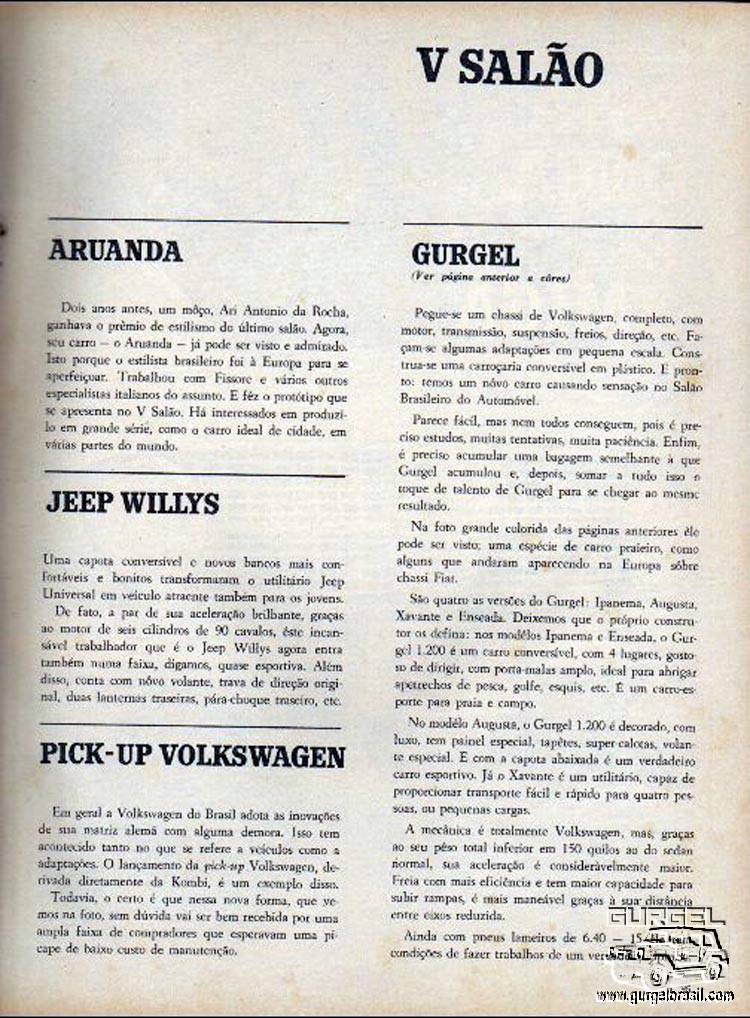 V SALÃO
ARUANDA
Dois anos antes, um môço, Ari Antonio da Rocha,
ganhava o prêmio de estilismo do último salão. Agora,
seu carro — o Aruanda — já pode ser visto e admirado.
Isto porque o estilista brasileiro foi à Europa para se
aperfeiçoar. Trabalhou com Fissore e vários outros
especialistas italianos do assunto. E fêz o protótipo que
se apresenta no V Salão. Há interessados em produzi-
lo em grande série, como o carro ideal de cidade, em
várias partes do mundo.
JEEP WILLYS
Uma capota conversível e novos bancos mais con-
fortáveis e bonitos transformaram o utilitário Jeep
Universal em veículo atraente também para os jovens.
De fato, a par de sua aceleração brilhante, graças
ao motor de seis cilindros de 90 cavalos, êste incan-
sável trabalhador que é o Jeep Willys agora entra
também numa faixa, digamos, quase esportiva. Além
disso, conta com nôvo volante, trava de direção origi-
nal, duas lanternas traseiras, pára-choque traseiro, etc.
PICK-UP VOLKSWAGEN
Em geral a Volkswagen do Brasil adota as inovações
de sua matriz alemã com alguma demora. Isso tem
acontecido tanto no que se refere a veículos como a
adaptações. O lançamento da pick-up Volkswagen, de-
rivada diretamente da Kombi, é um exemplo disso.
Todavia, o certo é que nessa nova forma, que ve-
mos na foto, sem dúvida vai ser bem recebida por uma
ampla faixa de compradores que esperavam uma pi-
cape de baixo custo de manutenção.
GURGEL
(Ver página anterior a côres)
Pegue-se um chassi de Volkswagen, completo, com
motor, transmissão, suspensão, freios, direção, etc. Fa-
çam-se algumas adaptações em pequena escala. Cons-
trua-se uma carroçaria conversível em plástico. E pron-
to: temos um nôvo carro causando sensação no Salão
Brasileiro do Automóvel.
Parece fácil, mas nem todos conseguem, pois é pre-
ciso estudos, muitas tentativas, muita paciência. Enfim,
é preciso acumular uma bagagem semelhante à que
Gurgel acumulou e, depois, somar a tudo isso o
toque de talento de Gurgel para se chegar ao mesmo
resultado.
Na foto grande colorida das páginas anteriores êle
pode ser visto: uma espécie de carro praieiro, como
alguns que andaram aparecendo na Europa sôbre
chassi Fiat.
São quatro as versões do Gurgel: Ipanema, Augusta,
Xavante e Enseada. Deixemos que o próprio constru-
tor os defina: nos modêlos Ipanema e Enseada, o Gur-
gel 1.200 é um carro conversível, com 4 lugares, gosto-
so de dirigir, com porta-malas amplo, ideal para abrigar
apetrechos de pesca, golfe, esquis, etc. É um carro-es-
porte para praia e campo.
No modêlo Augusta, o Gurgel 1.200 é decorado, com
luxo, tem painel especial, tapêtes, super-calotas, volan-
te especial. E com a capota abaixada é um verdadeiro
carro esportivo. Já o Xavante é um utilitário, capaz de
proporcionar transporte fácil e rápido para quatro pes-
soas, ou pequenas cargas.
A mecânica é totalmente Volkswagen, mas, graças
ao seu pêso total inferior em 150 quilos ao do sedan
normal, sua aceleração é consideràvelmente maior.
Freia com mais eficiência e tem maior capacidade para
subir rampas, é mais maneável graças à sua distância
entre eixos reduzida.
Ainda com pneus lameiros de 6.40 — 15 êle tem
condições de fazer trabalhos de um
GURGEL
www.gurgelbrasil.com